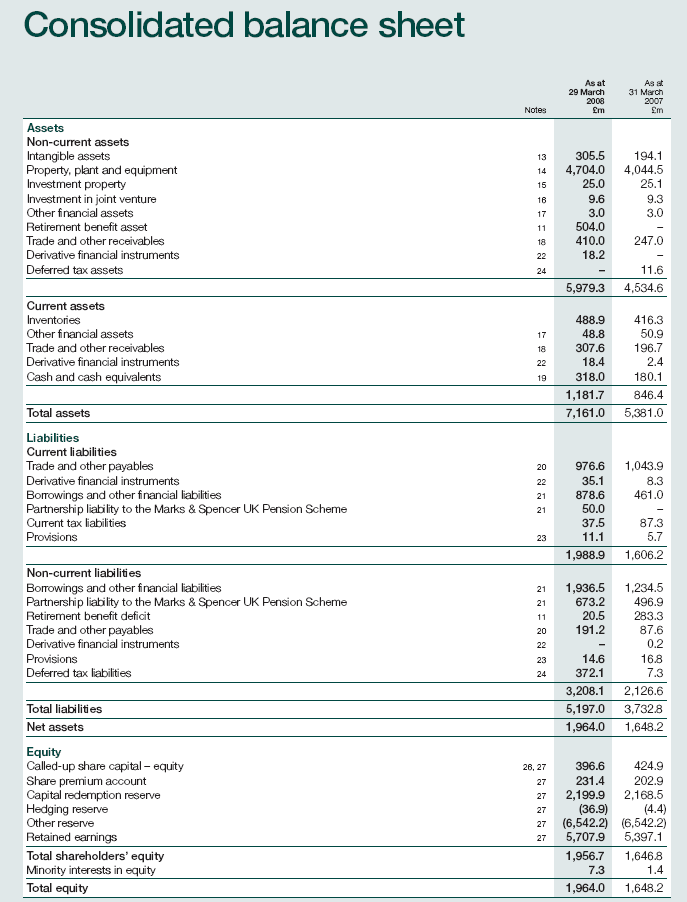 Consolidated balance sheet
As at As at
29 March 31 March
2008 2007
Notes £m £m
Assets
Non-current assets
Intangible assets 13 305.5 194.1
Property, plant and equipment 14 4,704.0 4,044.5
Investment property 15 25.0 25.1
Investment in joint venture 16 9.6 9.3
Other financial assets 17 3.0 3.0
Retirement benefit asset 11 504.0 –
Trade and other receivables 18 410.0 247.0
Derivative financial instruments 22 18.2 –
Deferred tax assets 24 – 11.6
5,979.3 4,534.6
Current assets
Inventories 488.9 416.3
Other financial assets 17 48.8 50.9
Trade and other receivables 18 307.6 196.7
Derivative financial instruments 22 18.4 2.4
Cash and cash equivalents 19 318.0 180.1
1,181.7 846.4
Total assets 7,161.0 5,381.0
Liabilities
Current liabilities
Trade and other payables 20 976.6 1,043.9
Derivative financial instruments 22 35.1 8.3
Borrowings and other financial liabilities 21 878.6 461.0
Partnership liability to the Marks & Spencer UK Pension Scheme 21 50.0 –
Current tax liabilities 37.5 87.3
Provisions 23 11.1 5.7
1,988.9 1,606.2
Non-current liabilities
Borrowings and other financial liabilities 21 1,936.5 1,234.5
Partnership liability to the Marks & Spencer UK Pension Scheme 21 673.2 496.9
Retirement benefit deficit 11 20.5 283.3
Trade and other payables 20 191.2 87.6
Derivative financial instruments 22 – 0.2
Provisions 23 14.6 16.8
Deferred tax liabilities 24 372.1 7.3
3,208.1 2,126.6
Total liabilities 5,197.0 3,732.8
Net assets 1,964.0 1,648.2
Equity
Called-up share capital – equity 26, 27 396.6 424.9
Share premium account 27 231.4 202.9
Capital redemption reserve 27 2,199.9 2,168.5
Hedging reserve 27 (36.9) (4.4)
Other reserve 27 (6,542.2) (6,542.2)
Retained earnings 27 5,707.9 5,397.1
Total shareholders' equity 1,956.7 1,646.8
Minority interests in equity 7.3 1.4
Total equity 1,964.0 1,648.2